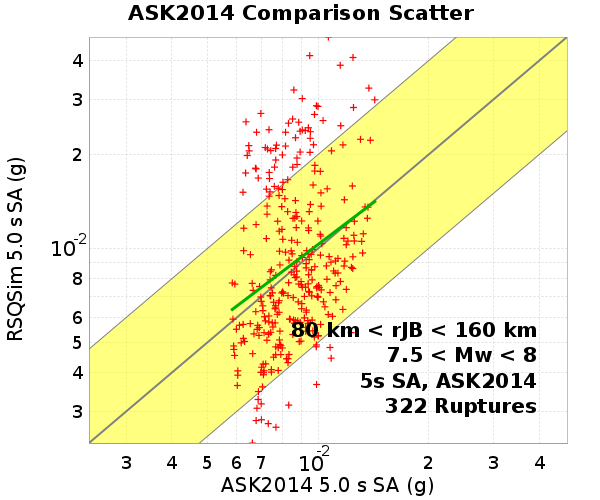 ASK2014 Comparison Scatter
RSQSim 5.0 s SA (g)
4
3
2
10-2
8
7
6
5
4
3
80 km < rJB < 160 km
7.5 < Mw < 8
5s SA, ASK2014
322 Ruptures
3 4 5 6 7 10-2 2 3 4
ASK2014 5.0 s SA (g)